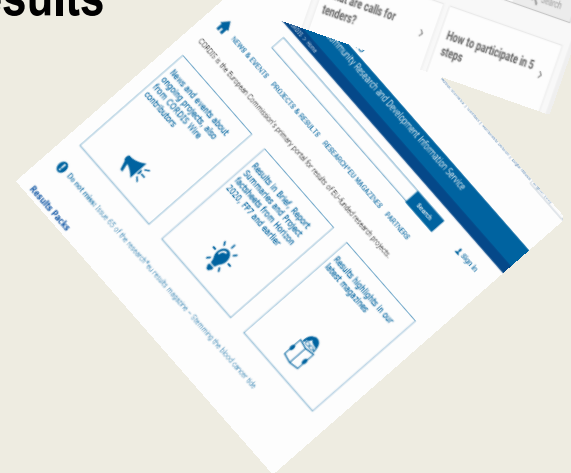 sults
are calls for
tenders?
How to participate in 5
steps
Search
Research and Development Information Service
NEWS & EVENTS
PROJECTS & RESULTS
RESEARCH*EU MAGAZINES
PARTNERS
Search
Sign in
CORDIS is the European Commission's primary portal for results of EU-funded research projects.
News and events about
ongoing projects, also
from CORDIS Wire
contributors
Results in Brief, Report
Summaries and Project
factsheets from Horizon
2020, FP7 and earlier
Results highlights in our
latest magazines
Do not miss: Issue 65 of the research*eu results magazine – Stemming the blood cancer tide
Results Packs